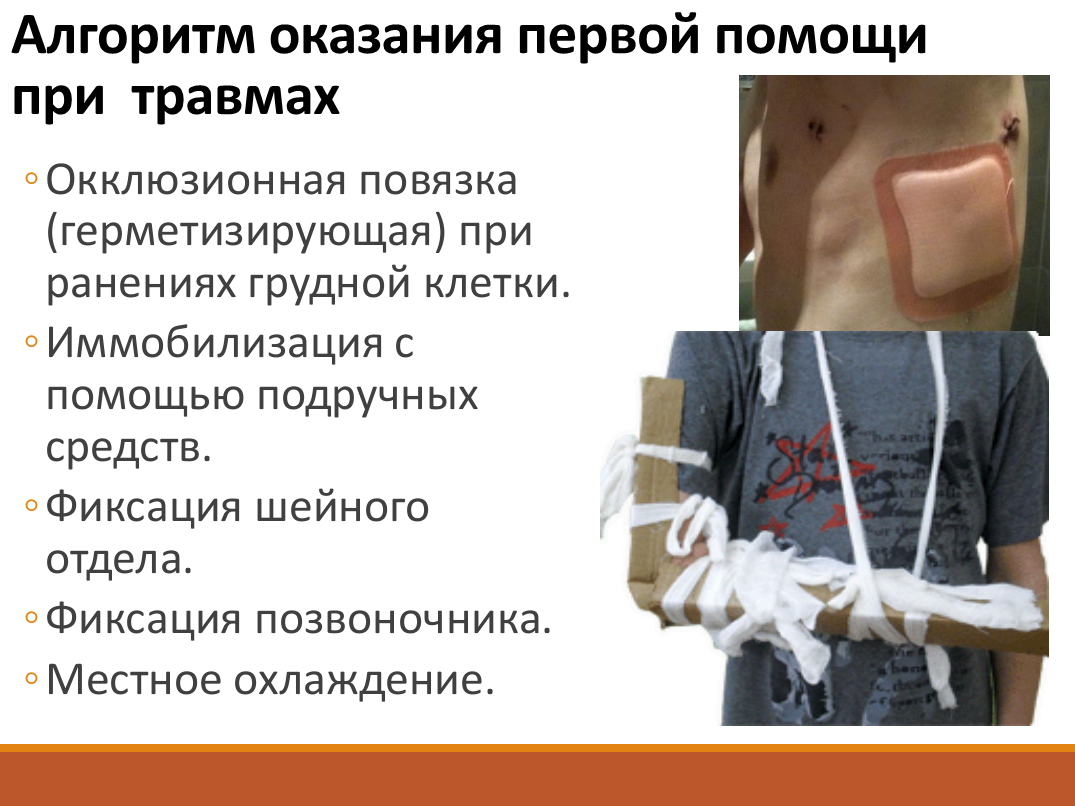 Алгоритм оказания первой помощи
при травмах
◦Окклюзионная повязка
(герметизирующая) при
ранениях грудной клетки.
◦Иммобилизация с
помощью подручных
средств.
◦Фиксация шейного
отдела.
◦Фиксация позвоночника.
◦Местное охлаждение.